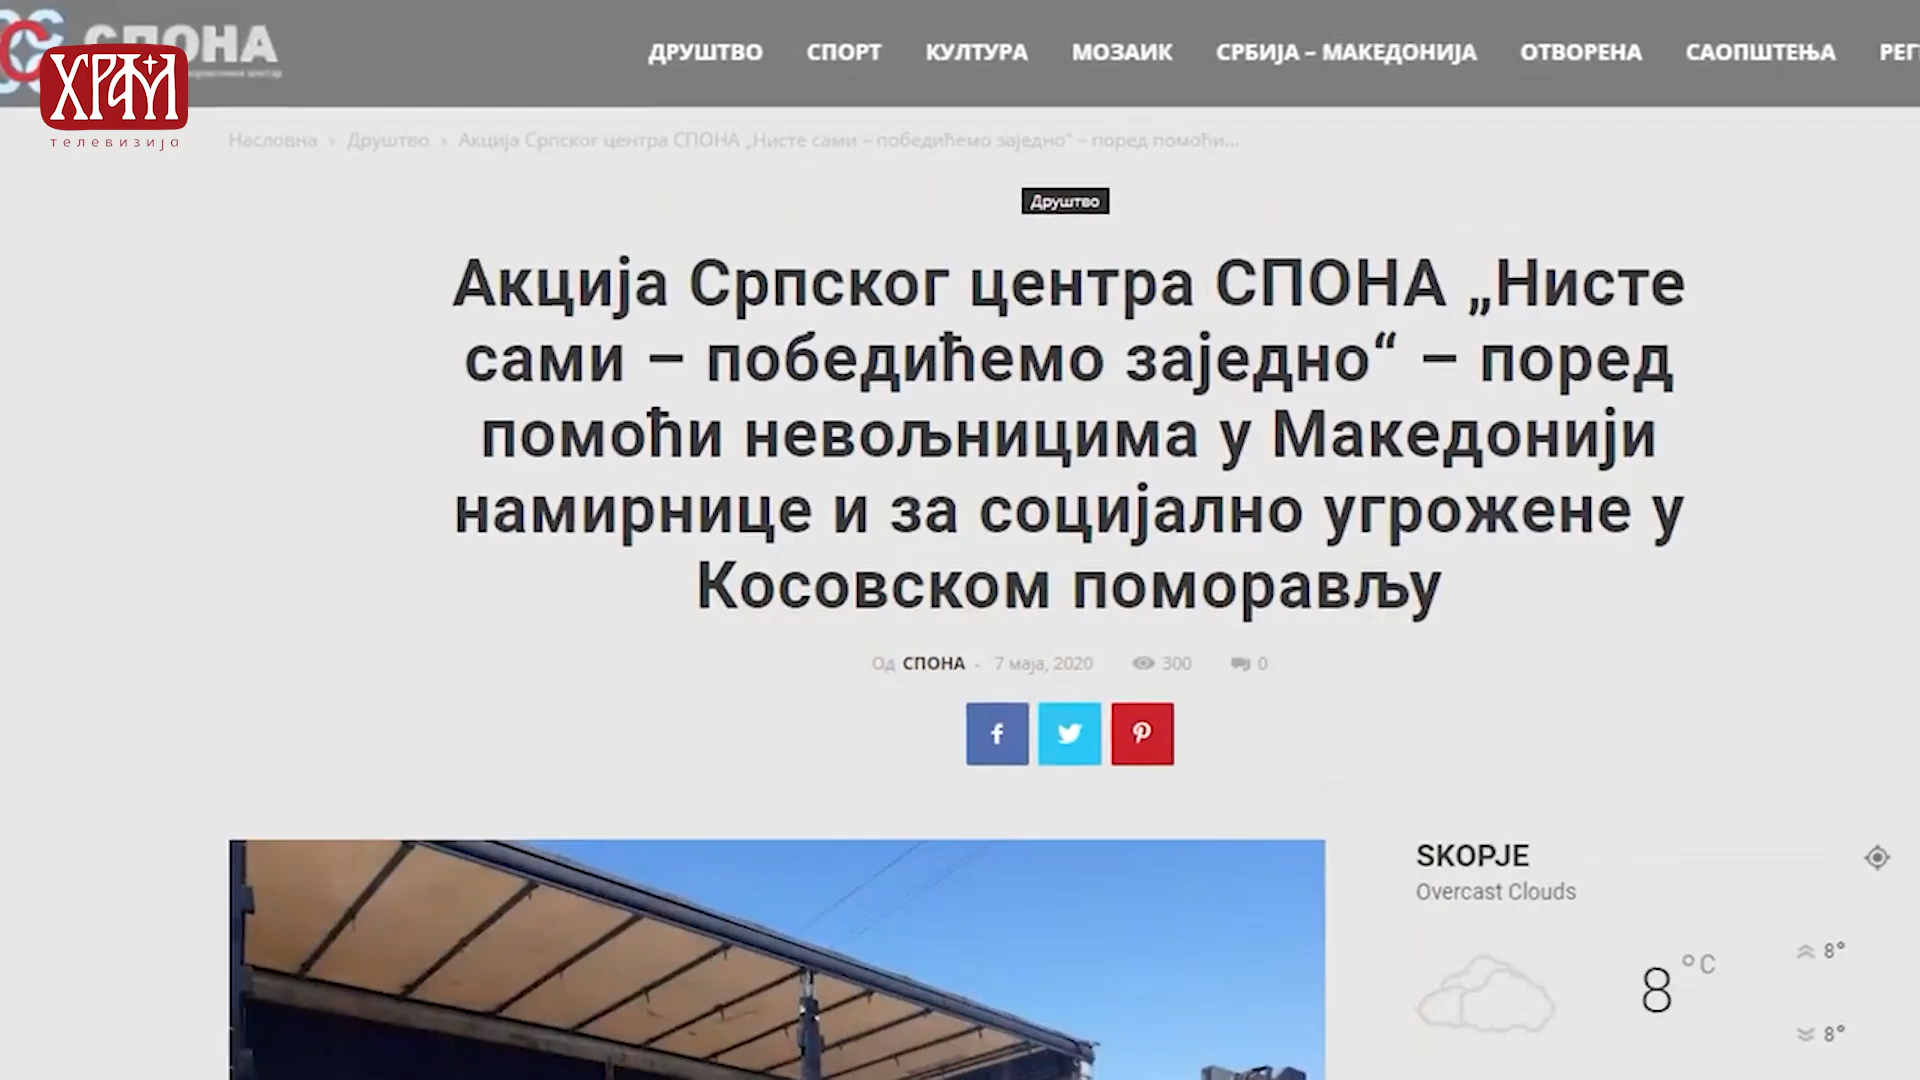 СПОНА
ХРАМ
телевизија
ДРУШТВО
СПОРТ
КУЛТУРА
МОЗАИК
СРБИЈА – МАКЕДОНИЈА
ОТВОРЕНА
САОПШТЕЊА
Насловна › Друштво › Акција Српског центра СПОНА „Нисте сами – победићемо заједно“ – поред помоћи...
Друштво
Акција Српског центра СПОНА „Нисте
сами – победићемо заједно“ – поред
помоћи невољницима у Македонији
намирнице и за социјално угрожене у
Косовском поморављу
Од СПОНА - 7 маја, 2020 300 0
SKOPJE
Overcast Clouds
8 °C
8°
8°